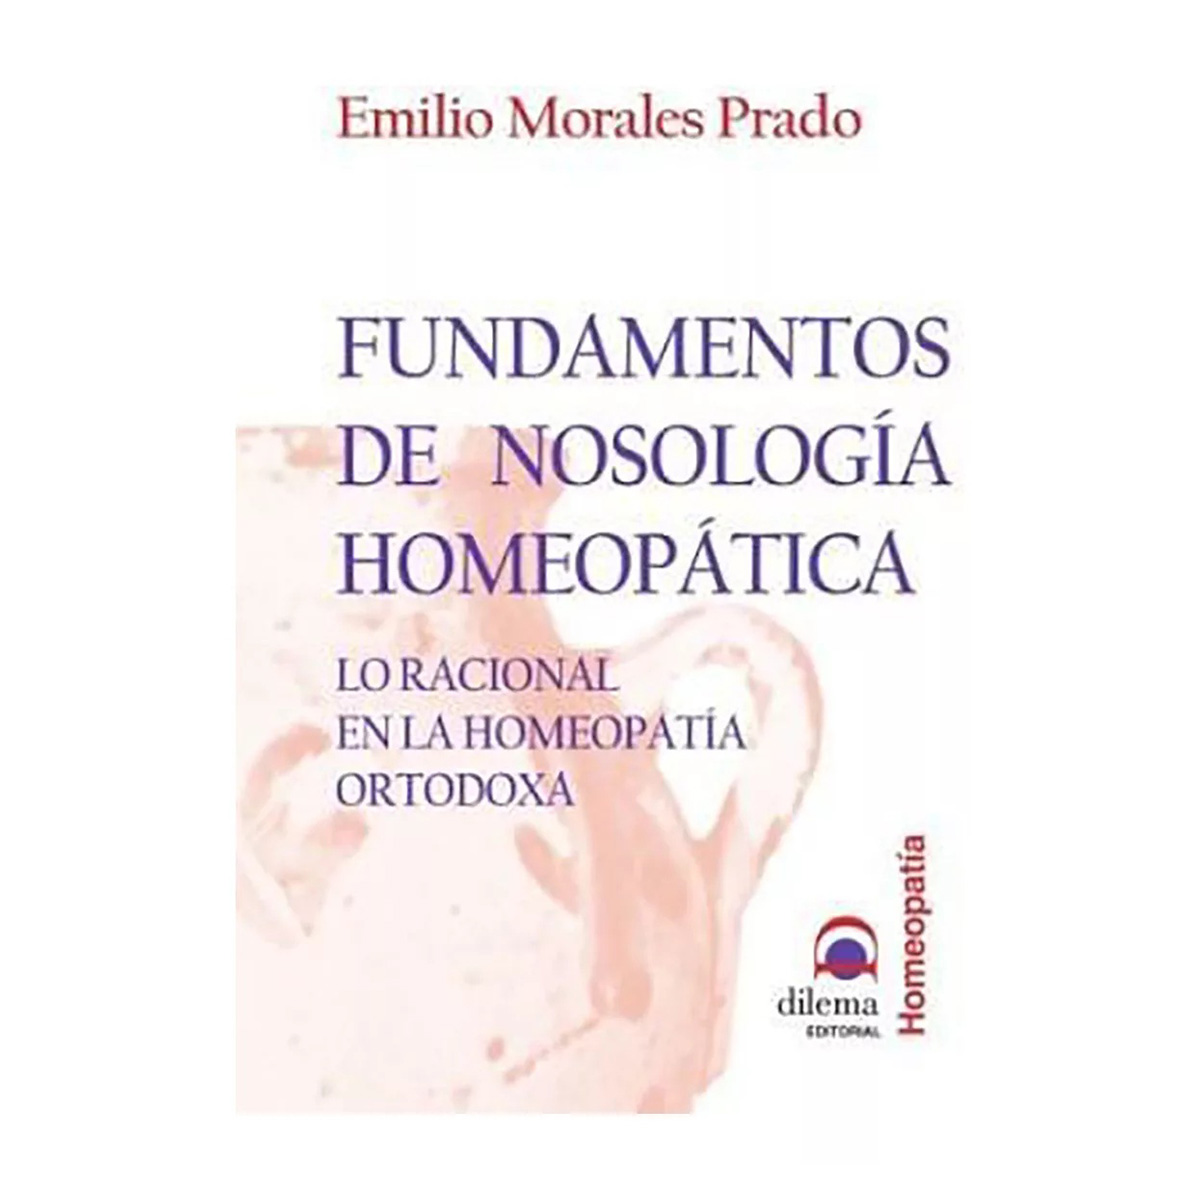 Emilio Morales Prado
FUNDAMENTOS
DE NOSOLOGÍA
HOMEOPÁTICA
LO RACIONAL
EN LA HOMEOPATÍA
ORTODOXA
dilema
EDITORIAL
Homeopatía